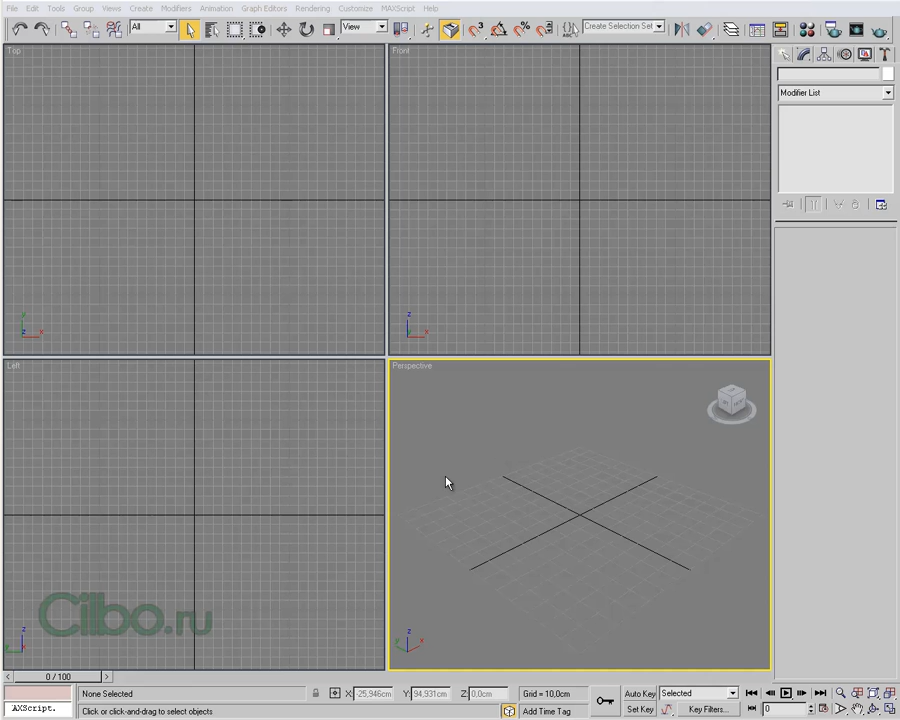 File Edit Tools Group Views Create Modifiers Animation Graph Editors Rendering Customize MAXScript Help
All View Create Selection Set
Top
Front
Modifier List
Left
Perspective
Cilbo.ru
0 / 100
None Selected X: -25,946cm Y: 94,931cm Z: 0,0cm Grid = 10,0cm Auto Key Selected
'AXScript. Click or click-and-drag to select objects Add Time Tag Set Key Key Filters... 0